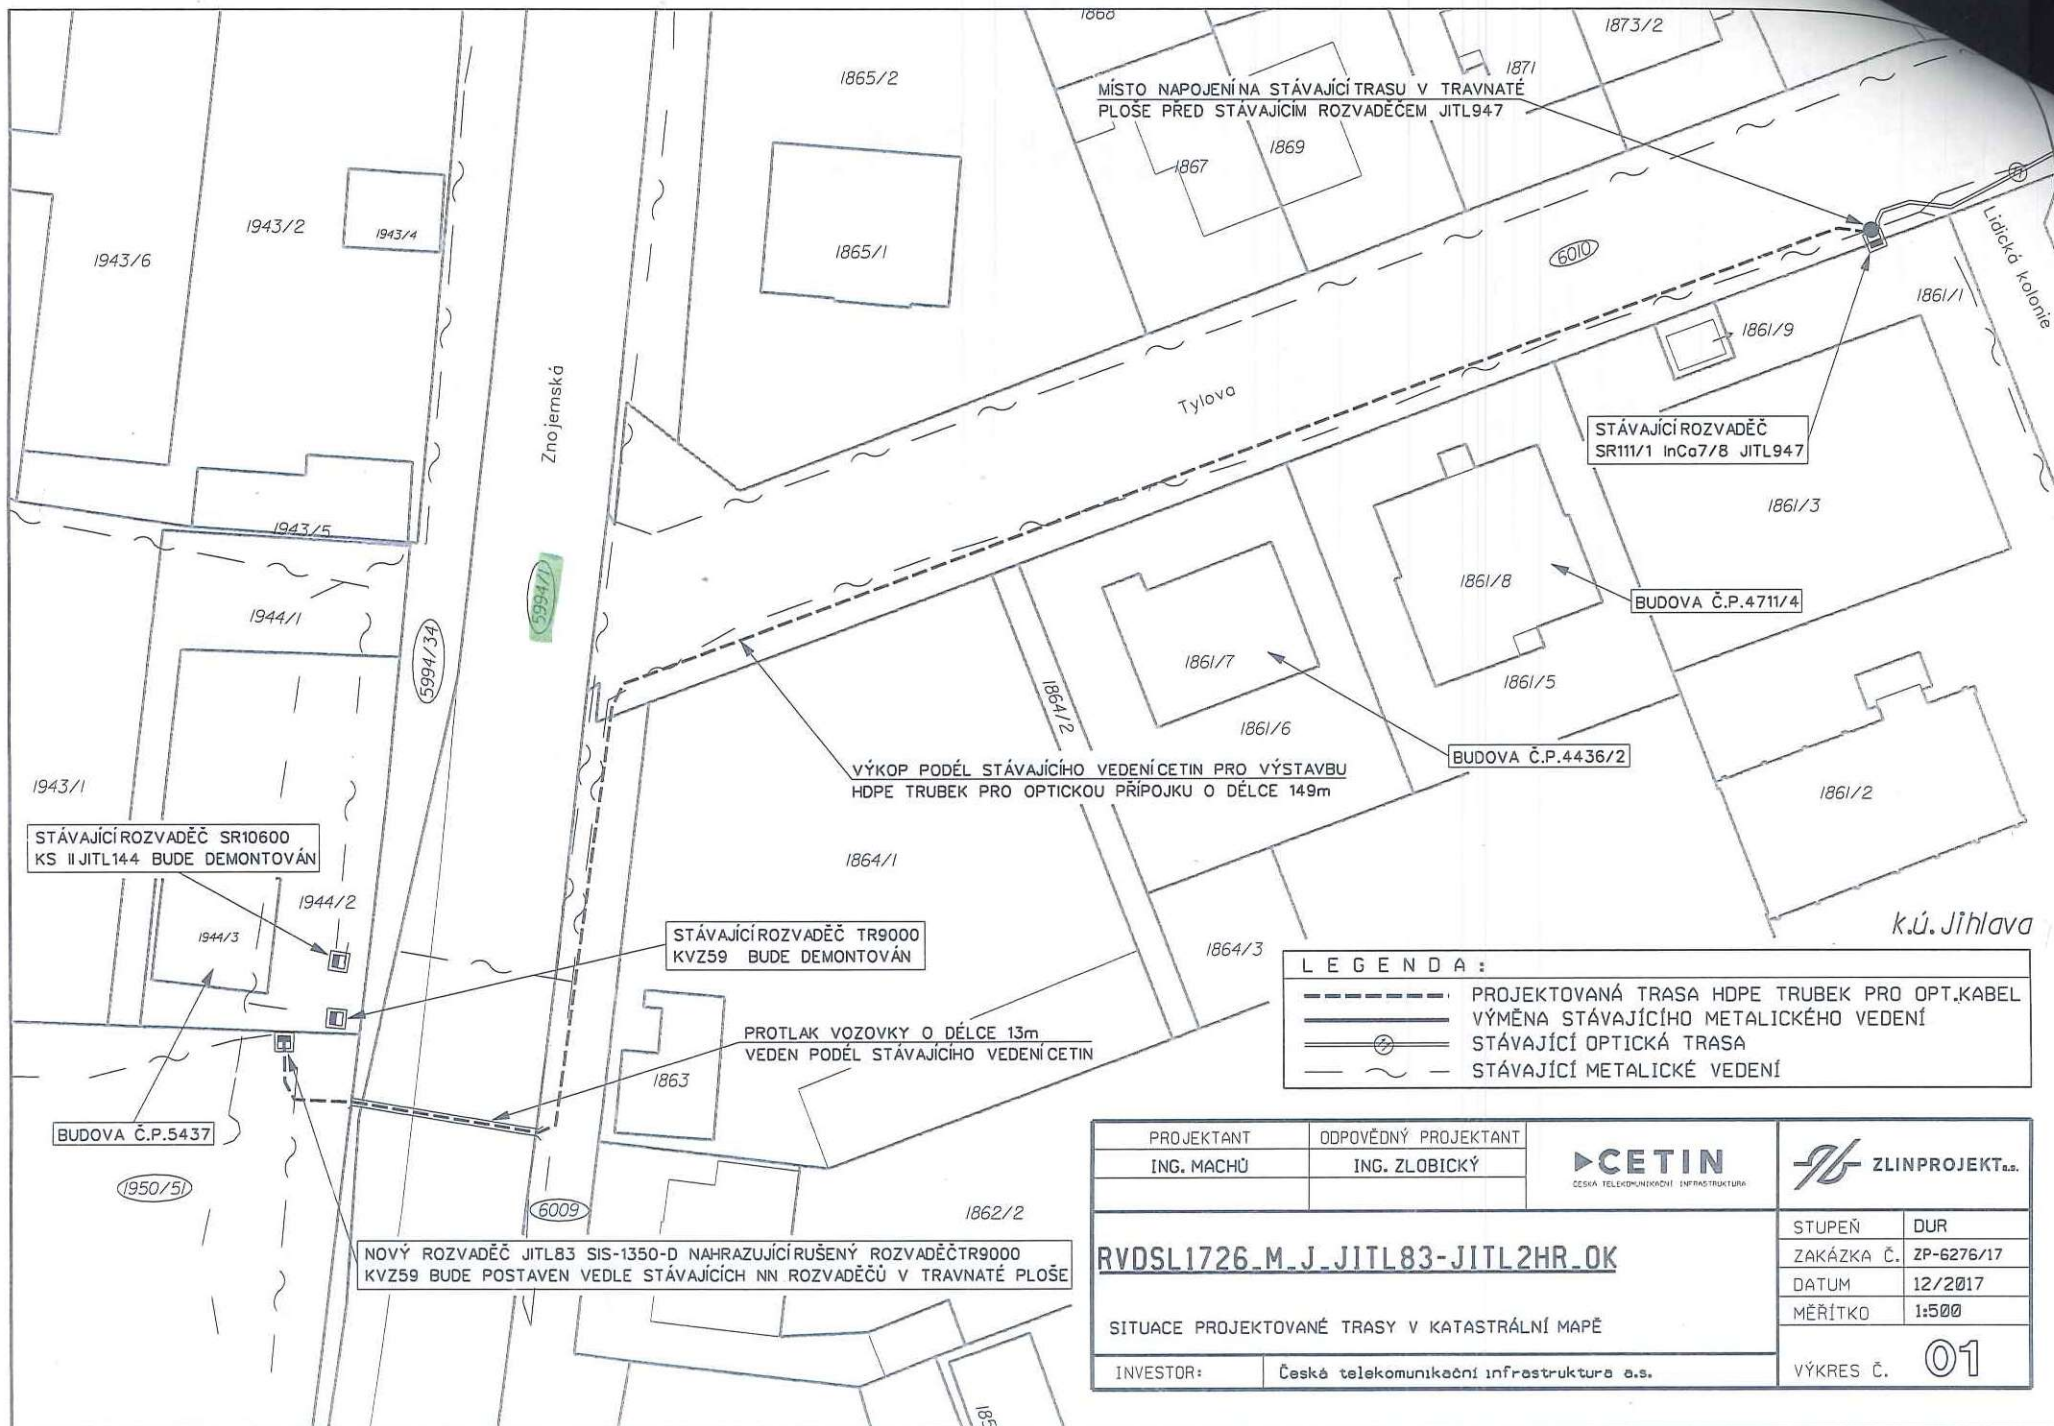 1868
1873/2
1865/2
1871
MÍSTO NAPOJENÍ NA STÁVAJÍCÍ TRASU V TRAVNATÉ
PLOŠE PŘED STÁVAJÍCÍM ROZVADĚČEM JITL947
1867
1869
1943/2
1943/4
1943/6
1865/1
6010
Lidická kolonie
1861/1
1861/9
Znojemská
Tylova
STÁVAJÍCÍ ROZVADĚČ
SR111/1 InCa7/8 JITL947
1861/3
1943/5
5994/1
1861/8
BUDOVA Č.P.4711/4
1944/1
5994/34
1861/7
1861/5
1864/2
1861/6
BUDOVA Č.P.4436/2
VÝKOP PODÉL STÁVAJÍCÍHO VEDENÍ CETIN PRO VÝSTAVBU
HDPE TRUBEK PRO OPTICKOU PŘÍPOJKU O DÉLCE 149m
1943/1
1861/2
STÁVAJÍCÍ ROZVADĚČ SR10600
KS II JITL144 BUDE DEMONTOVÁN
1864/1
1944/2
1944/3
STÁVAJÍCÍ ROZVADĚČ TR9000
KVZ59 BUDE DEMONTOVÁN
1864/3
k.ú. Jihlava
LEGENDA:
PROJEKTOVANÁ TRASA HDPE TRUBEK PRO OPT.KABEL
VÝMĚNA STÁVAJÍCÍHO METALICKÉHO VEDENÍ
STÁVAJÍCÍ OPTICKÁ TRASA
STÁVAJÍCÍ METALICKÉ VEDENÍ
PROTLAK VOZOVKY O DÉLCE 13m
VEDEN PODÉL STÁVAJÍCÍHO VEDENÍ CETIN
1863
BUDOVA Č.P.5437
1950/51
6009
1862/2
NOVÝ ROZVADĚČ JITL83 SIS-1350-D NAHRAZUJÍCÍ RUŠENÝ ROZVADĚČTR9000
KVZ59 BUDE POSTAVEN VEDLE STÁVAJÍCÍCH NN ROZVADĚČŮ V TRAVNATÉ PLOŠE
PROJEKTANT
ODPOVĚDNÝ PROJEKTANT
ING. MACHŮ
ING. ZLOBICKÝ
CETIN
ČESKÁ TELEKOMUNIKAČNÍ INFRASTRUKTURA
ZLINPROJEKT a.s.
RVDSL1726_M_J_JITL83-JITL2HR_OK
SITUACE PROJEKTOVANÉ TRASY V KATASTRÁLNÍ MAPĚ
INVESTOR: Česká telekomunikační infrastruktura a.s.
STUPEŇ DUR
ZAKÁZKA Č. ZP-6276/17
DATUM 12/2017
MĚŘÍTKO 1:500
VÝKRES Č. 01